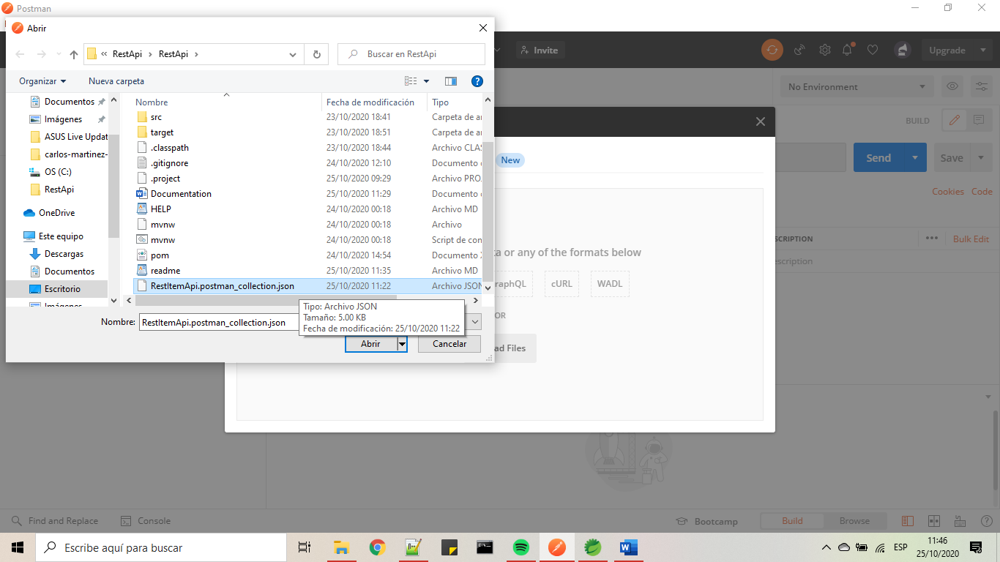 Postman
Abrir
« RestApi › RestApi ›
Buscar en RestApi
Invite
Upgrade
Organizar
Nueva carpeta
No Environment
Documentos
Imágenes
ASUS Live Updat
carlos-martinez-
OS (C:)
RestApi
OneDrive
Este equipo
Descargas
Documentos
Escritorio
Imágenes
Nombre Fecha de modificación Tipo
src 23/10/2020 18:41 Carpeta de ar
target 23/10/2020 18:51 Carpeta de ar
.classpath 23/10/2020 18:44 Archivo CLAS
.gitignore 24/10/2020 12:10 Documento d
.project 25/10/2020 09:29 Archivo PROJ
Documentation 25/10/2020 11:29 Documento d
HELP 24/10/2020 00:18 Archivo MD
mvnw 24/10/2020 00:18 Archivo
mvnw 24/10/2020 00:18 Script de com
pom 24/10/2020 14:54 Documento X
readme 25/10/2020 11:35 Archivo MD
RestItemApi.postman_collection.json 25/10/2020 11:22 Archivo JSON
Tipo: Archivo JSON
Tamaño: 5.00 KB
Fecha de modificación: 25/10/2020 11:22
Nombre: RestItemApi.postman_collection.json
Abrir
Cancelar
BUILD
New
Send
Save
Cookies Code
SCRIPTION
Bulk Edit
escription
ta or any of the formats below
raphQL
cURL
WADL
OR
ad Files
Find and Replace
Console
Bootcamp
Build
Browse
Escribe aquí para buscar
ESP
11:46
25/10/2020